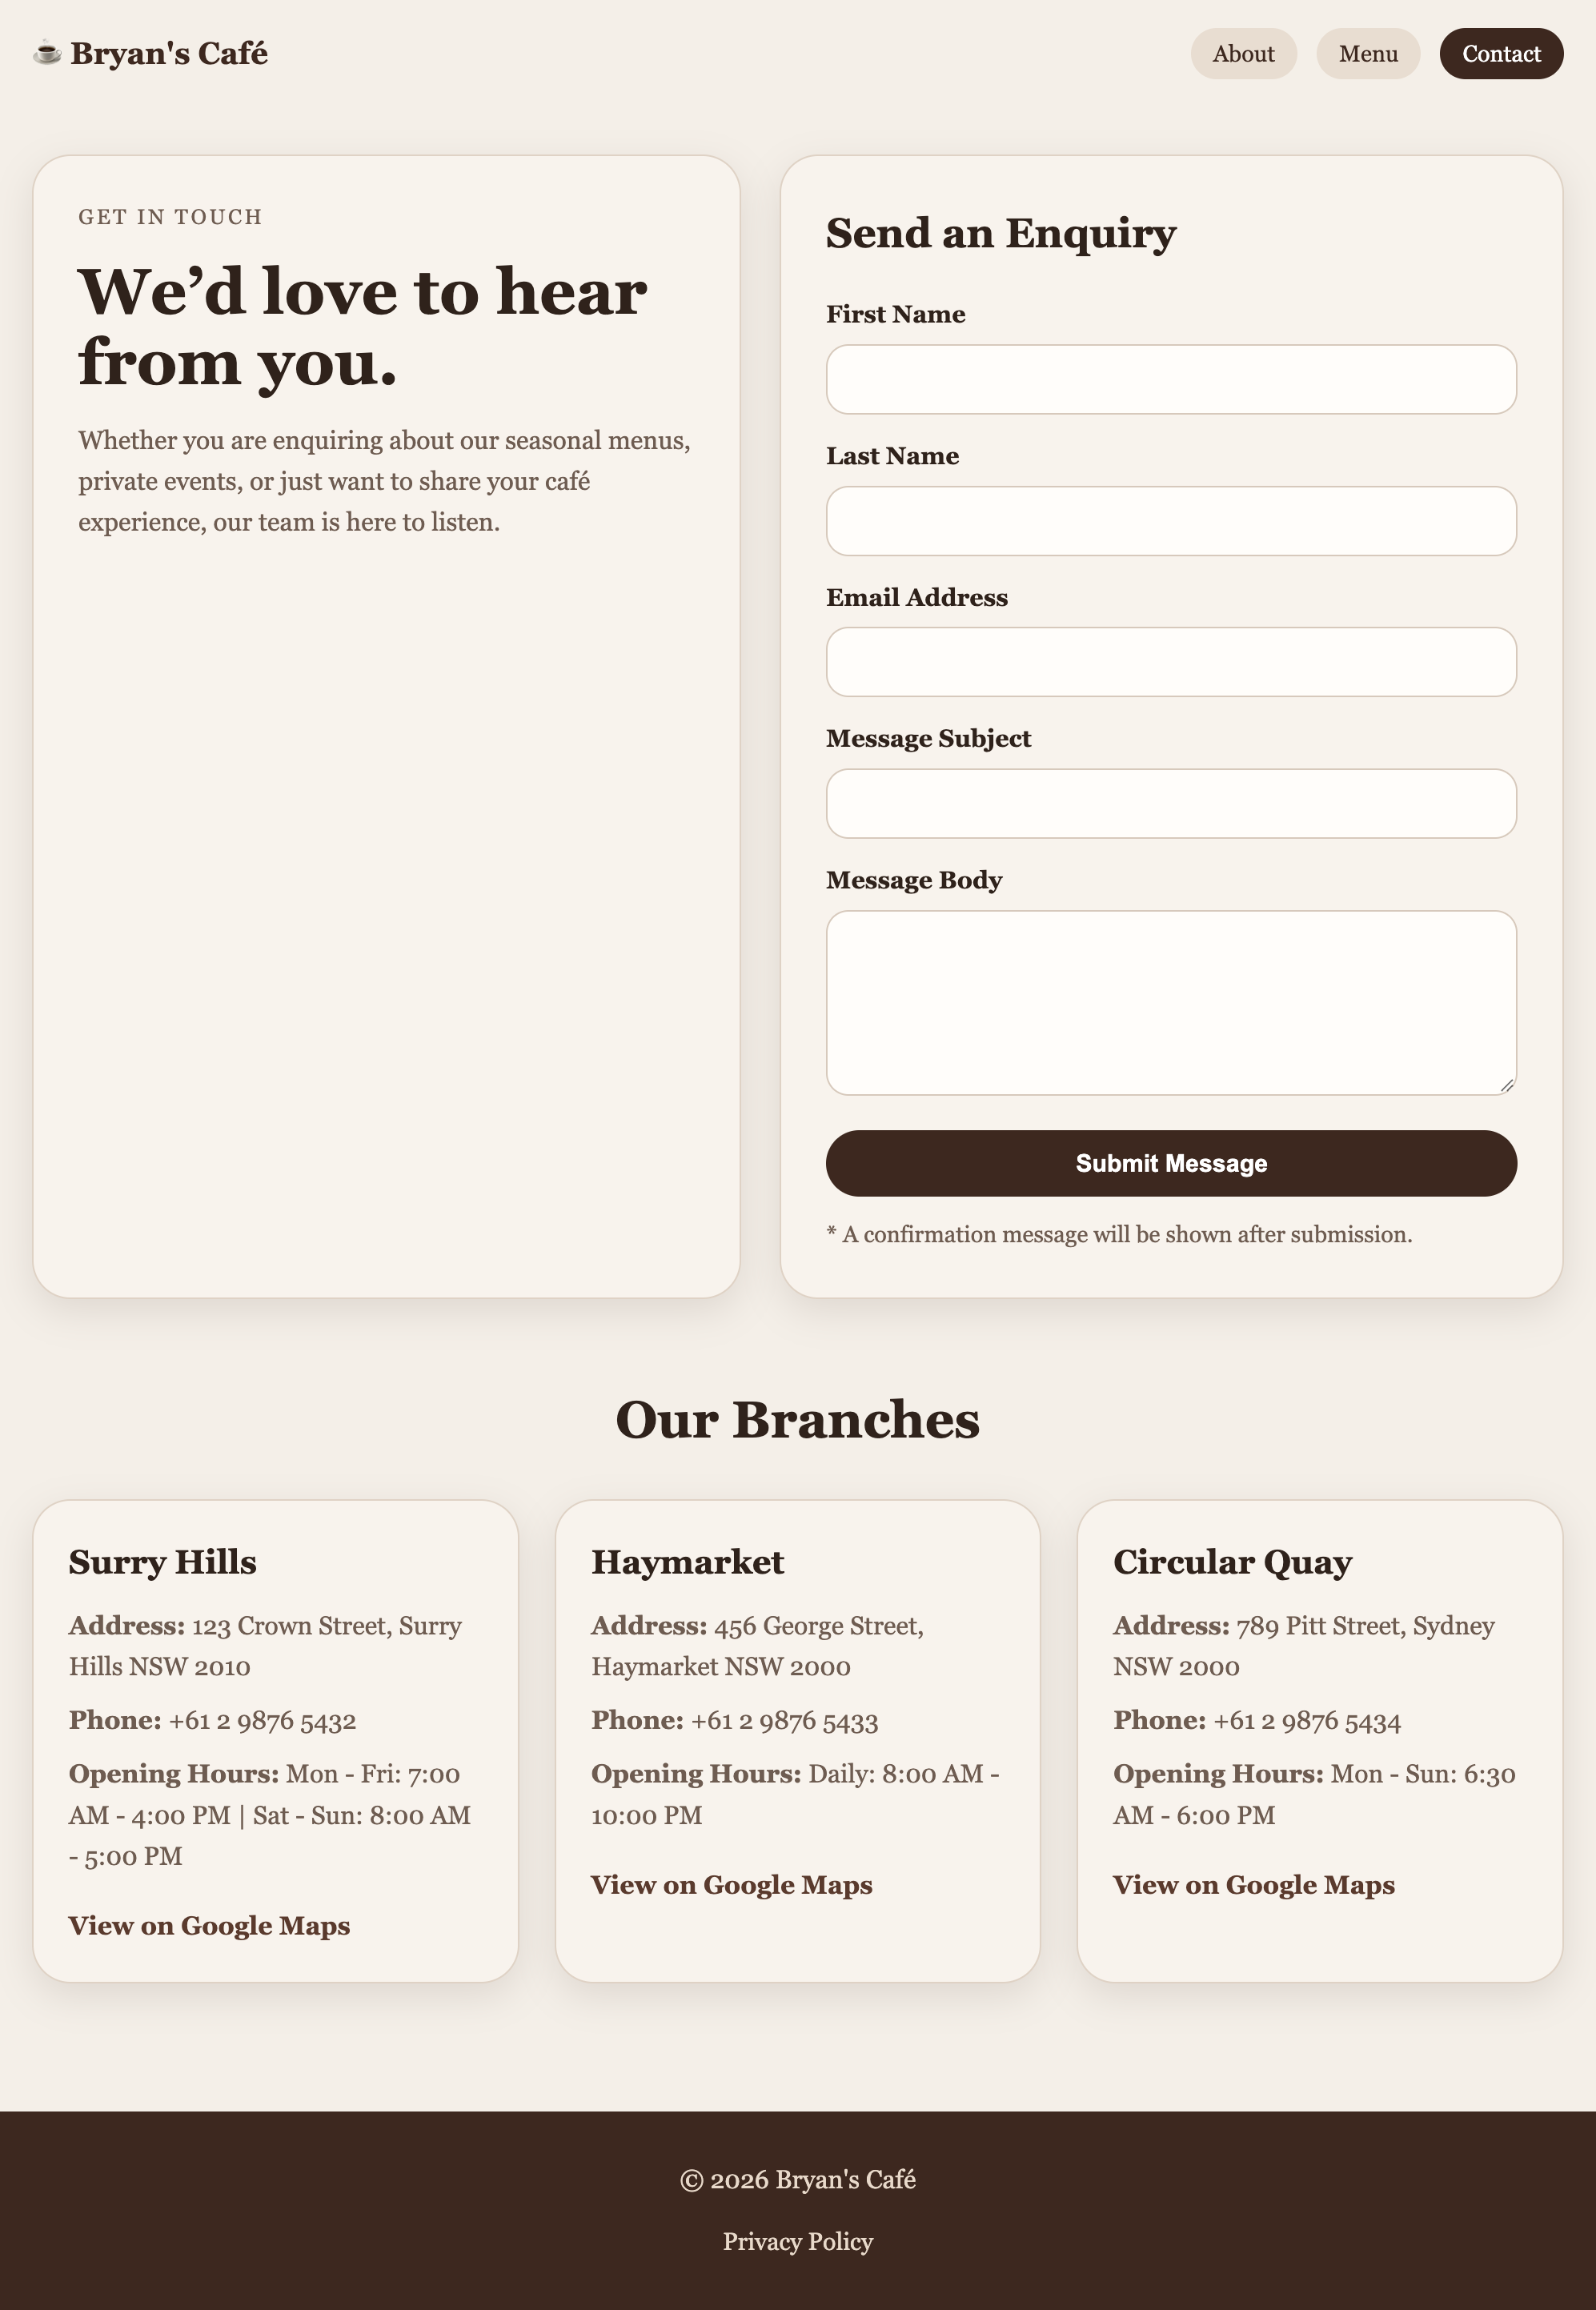 Bryan's Café
About
Menu
Contact
GET IN TOUCH
We’d love to hear
from you.
Whether you are enquiring about our seasonal menus,
private events, or just want to share your café
experience, our team is here to listen.
Send an Enquiry
First Name
Last Name
Email Address
Message Subject
Message Body
Submit Message
* A confirmation message will be shown after submission.
Our Branches
Surry Hills
Address: 123 Crown Street, Surry
Hills NSW 2010
Phone: +61 2 9876 5432
Opening Hours: Mon - Fri: 7:00
AM - 4:00 PM | Sat - Sun: 8:00 AM
- 5:00 PM
View on Google Maps
Haymarket
Address: 456 George Street,
Haymarket NSW 2000
Phone: +61 2 9876 5433
Opening Hours: Daily: 8:00 AM -
10:00 PM
View on Google Maps
Circular Quay
Address: 789 Pitt Street, Sydney
NSW 2000
Phone: +61 2 9876 5434
Opening Hours: Mon - Sun: 6:30
AM - 6:00 PM
View on Google Maps
© 2026 Bryan's Café
Privacy Policy